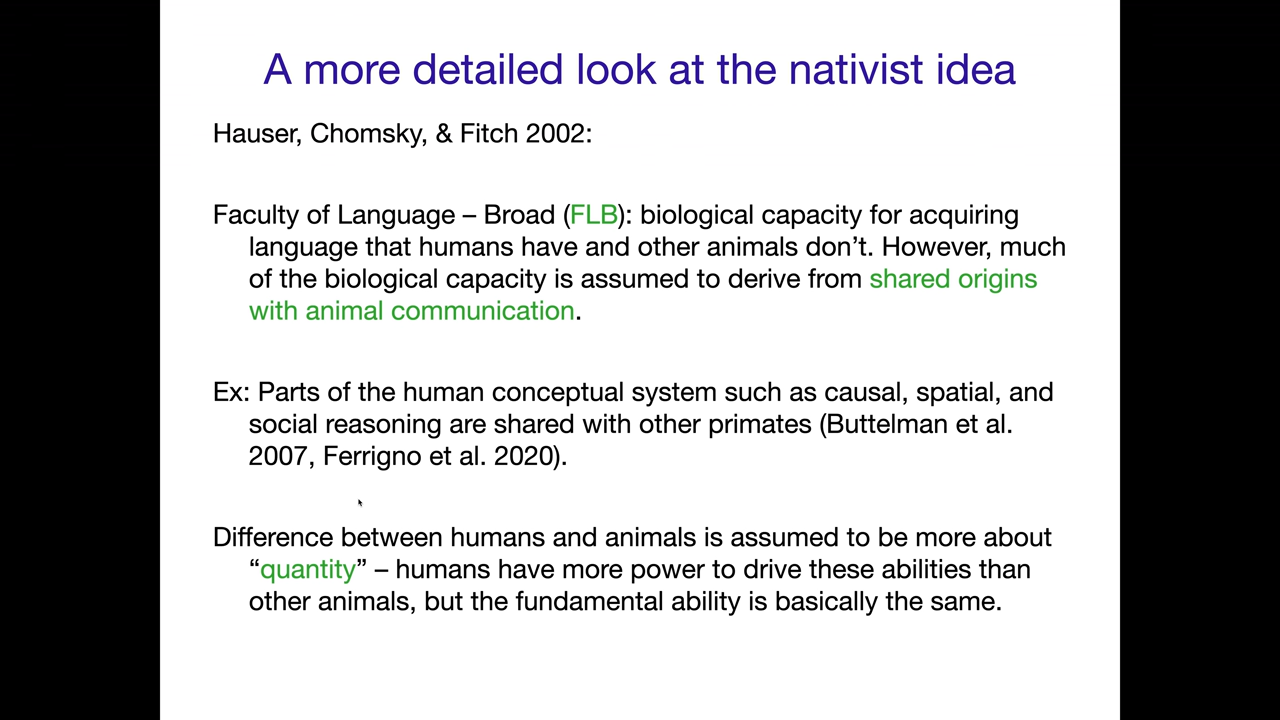 A more detailed look at the nativist idea
Hauser, Chomsky, & Fitch 2002:
Faculty of Language – Broad (FLB): biological capacity for acquiring
language that humans have and other animals don’t. However, much
of the biological capacity is assumed to derive from shared origins
with animal communication.
Ex: Parts of the human conceptual system such as causal, spatial, and
social reasoning are shared with other primates (Buttelman et al.
2007, Ferrigno et al. 2020).
Difference between humans and animals is assumed to be more about
“quantity” – humans have more power to drive these abilities than
other animals, but the fundamental ability is basically the same.